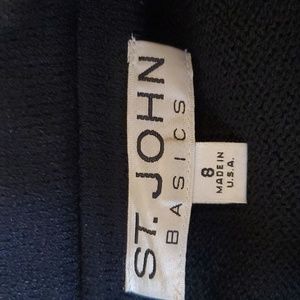 ST. JOHN
BASICS
8
MADE IN
U.S.A.